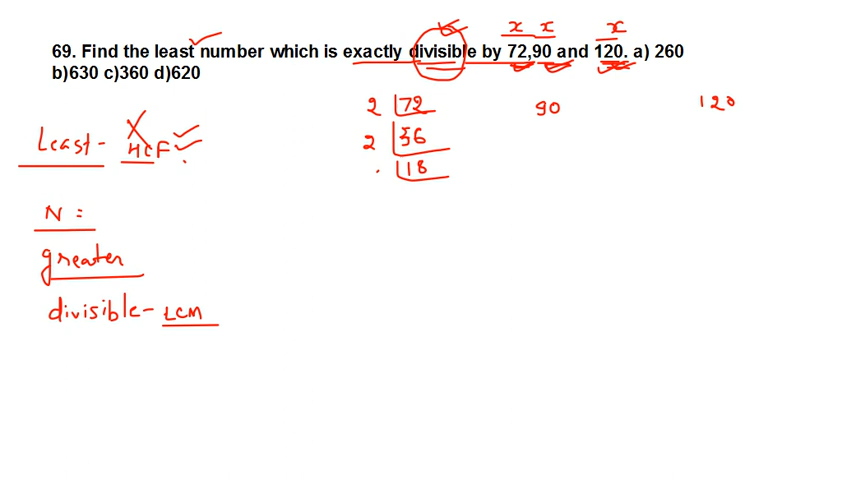 69. Find the least number which is exactly divisible by 72,90 and 120. a) 260
b)630 c)360 d)620
x x x
2 72 90 120
Least - HCF
2 36
18
N =
greater
divisible - LCM